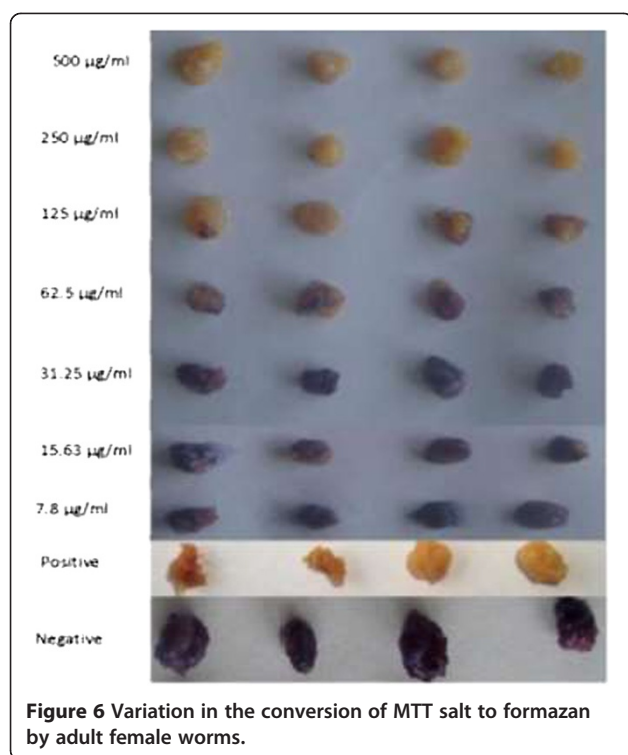 500 µg/ml
250 µg/ml
125 µg/ml
62.5 µg/ml
31.25 µg/ml
15.63 µg/ml
7.8 µg/ml
Positive
Negative
Figure 6 Variation in the conversion of MTT salt to formazan
by adult female worms.